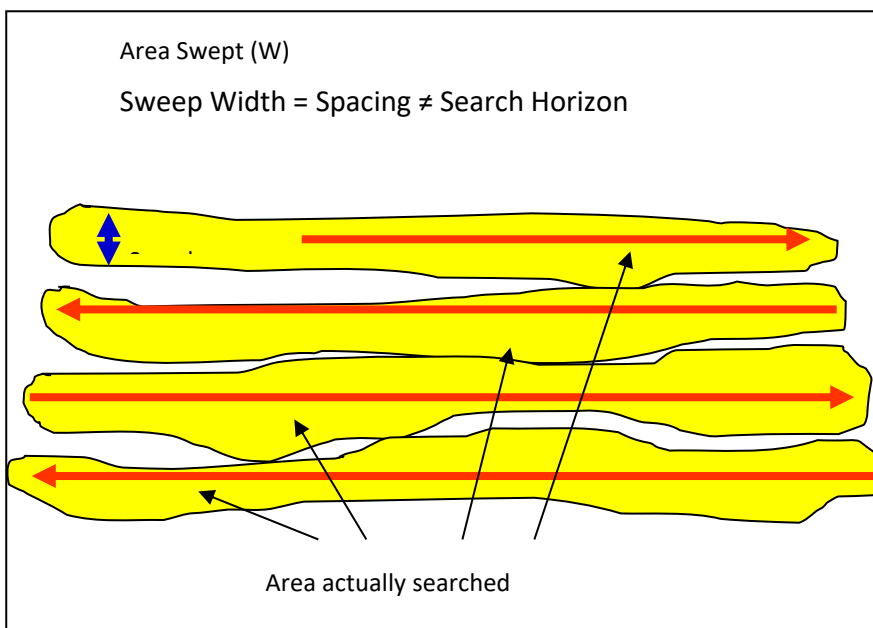 Area Swept (W)
Sweep Width = Spacing ≠ Search Horizon
Area actually searched